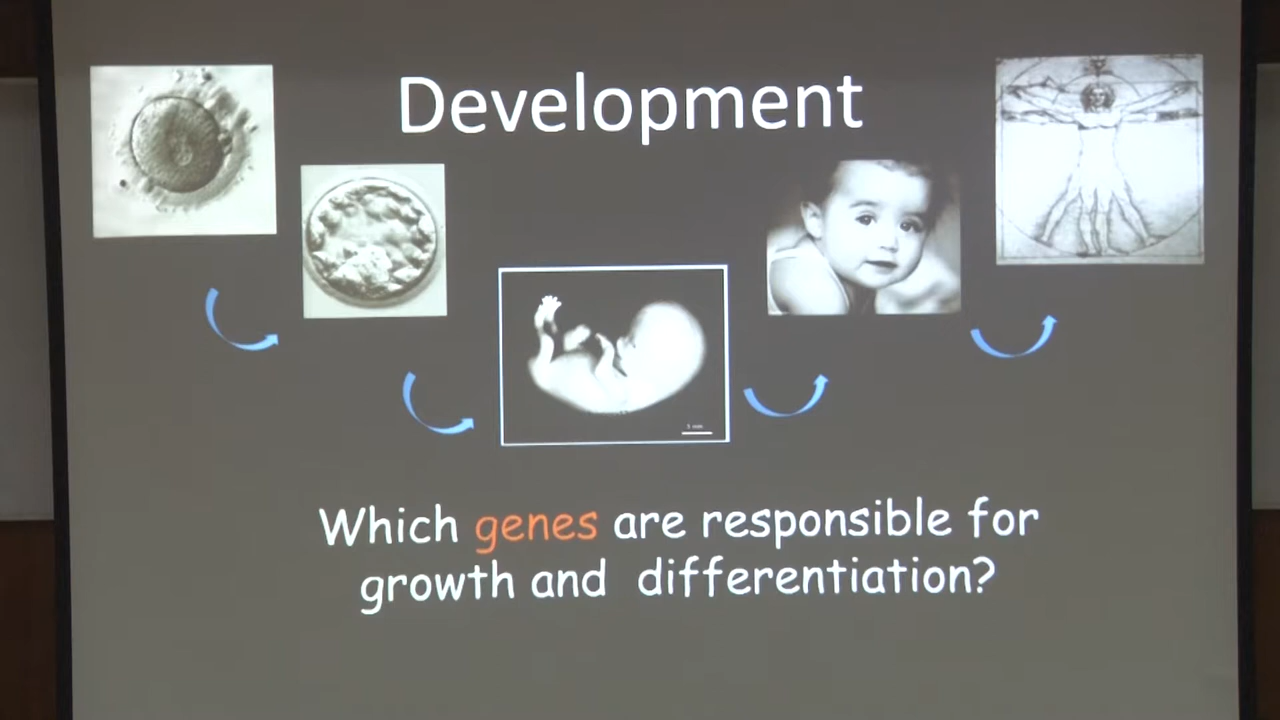 Development
Which genes are responsible for
growth and differentiation?